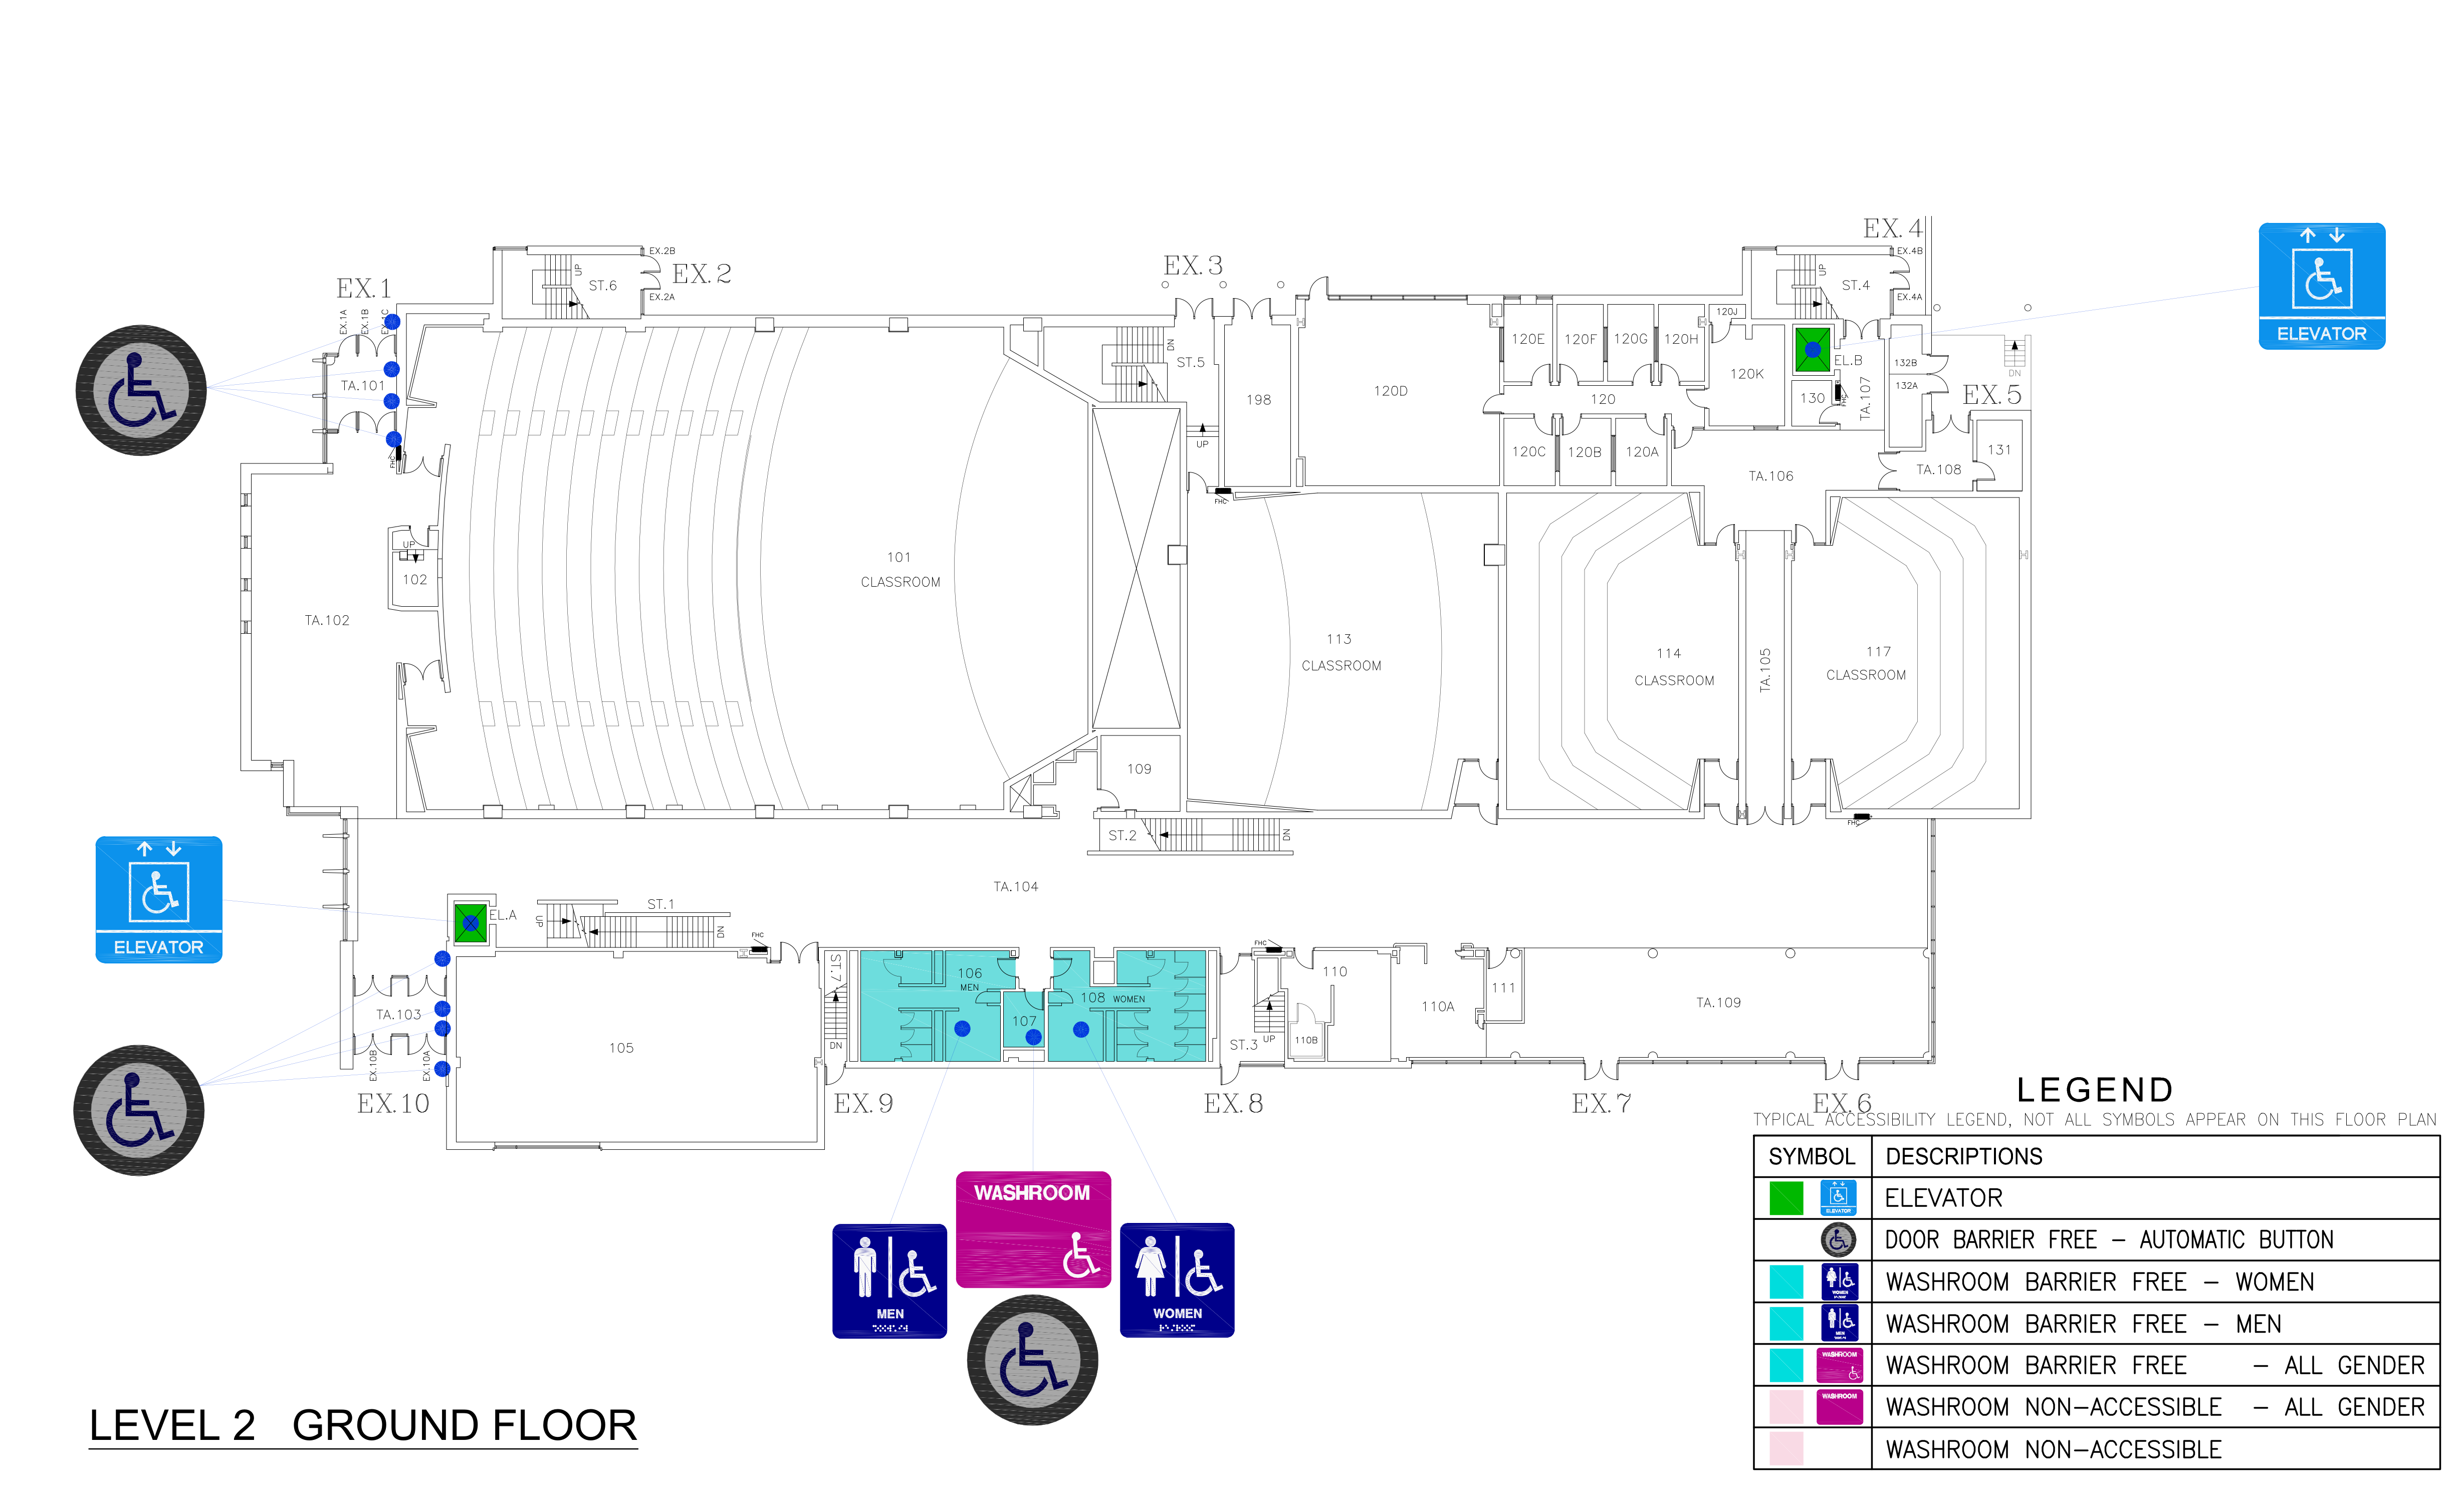 EX.4
EX.2B
EX.4B
EX.2
EX.3
UP
ST.6
UP
ST.4
EX.1
EX.2A
EX.4A
EX.1A
EX.1B
EX.1C
120J
ELEVATOR
DN
120E
120F
120G
120H
EL.B
ST.5
132B
DN
TA.101
120K
132A
120D
EX.5
198
120
130
FHC
TA.107
UP
120C
120B
120A
131
FHC
TA.106
TA.108
FHC
UP
101
CLASSROOM
102
TA.102
113
CLASSROOM
114
CLASSROOM
TA.105
117
CLASSROOM
109
ST.2
DN
FHC
TA.104
ST.1
EL.A
UP
DN
ELEVATOR
FHC
FHC
ST.7
106
MEN
110
108 WOMEN
111
TA.109
110A
TA.103
107
105
DN
ST.3
UP
110B
EX.10B
EX.10A
EX.10
EX.9
EX.8
EX.7
EX.6
LEGEND
TYPICAL ACCESSIBILITY LEGEND, NOT ALL SYMBOLS APPEAR ON THIS FLOOR PLAN
SYMBOL DESCRIPTIONS
ELEVATOR ELEVATOR
DOOR BARRIER FREE - AUTOMATIC BUTTON
WOMEN WASHROOM BARRIER FREE - WOMEN
MEN WASHROOM BARRIER FREE - MEN
WASHROOM WASHROOM BARRIER FREE - ALL GENDER
WASHROOM WASHROOM NON-ACCESSIBLE - ALL GENDER
WASHROOM NON-ACCESSIBLE
WASHROOM
MEN
WOMEN
LEVEL 2 GROUND FLOOR